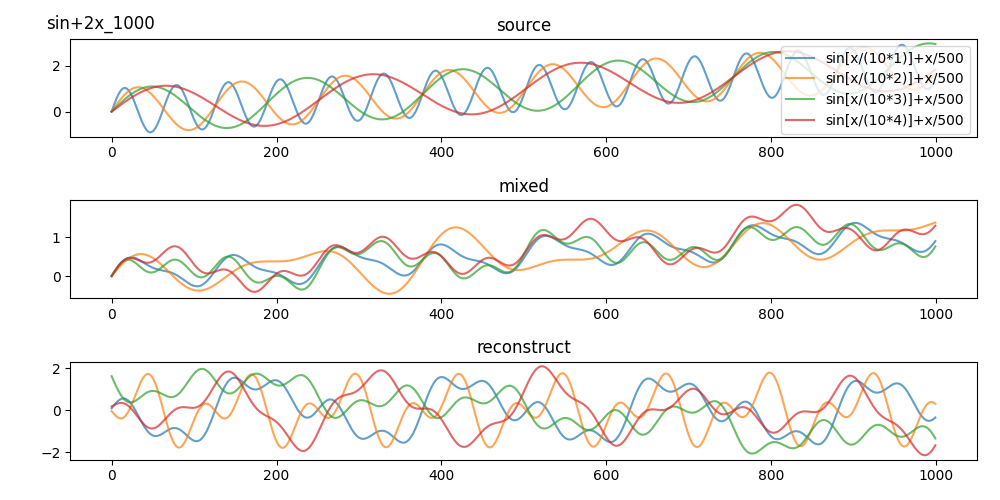 sin+2x_1000
source
sin[x/(10*1)]+x/500
sin[x/(10*2)]+x/500
sin[x/(10*3)]+x/500
sin[x/(10*4)]+x/500
2
0
0 200 400 600 800 1000
mixed
1
0
0 200 400 600 800 1000
reconstruct
2
0
−2
0 200 400 600 800 1000